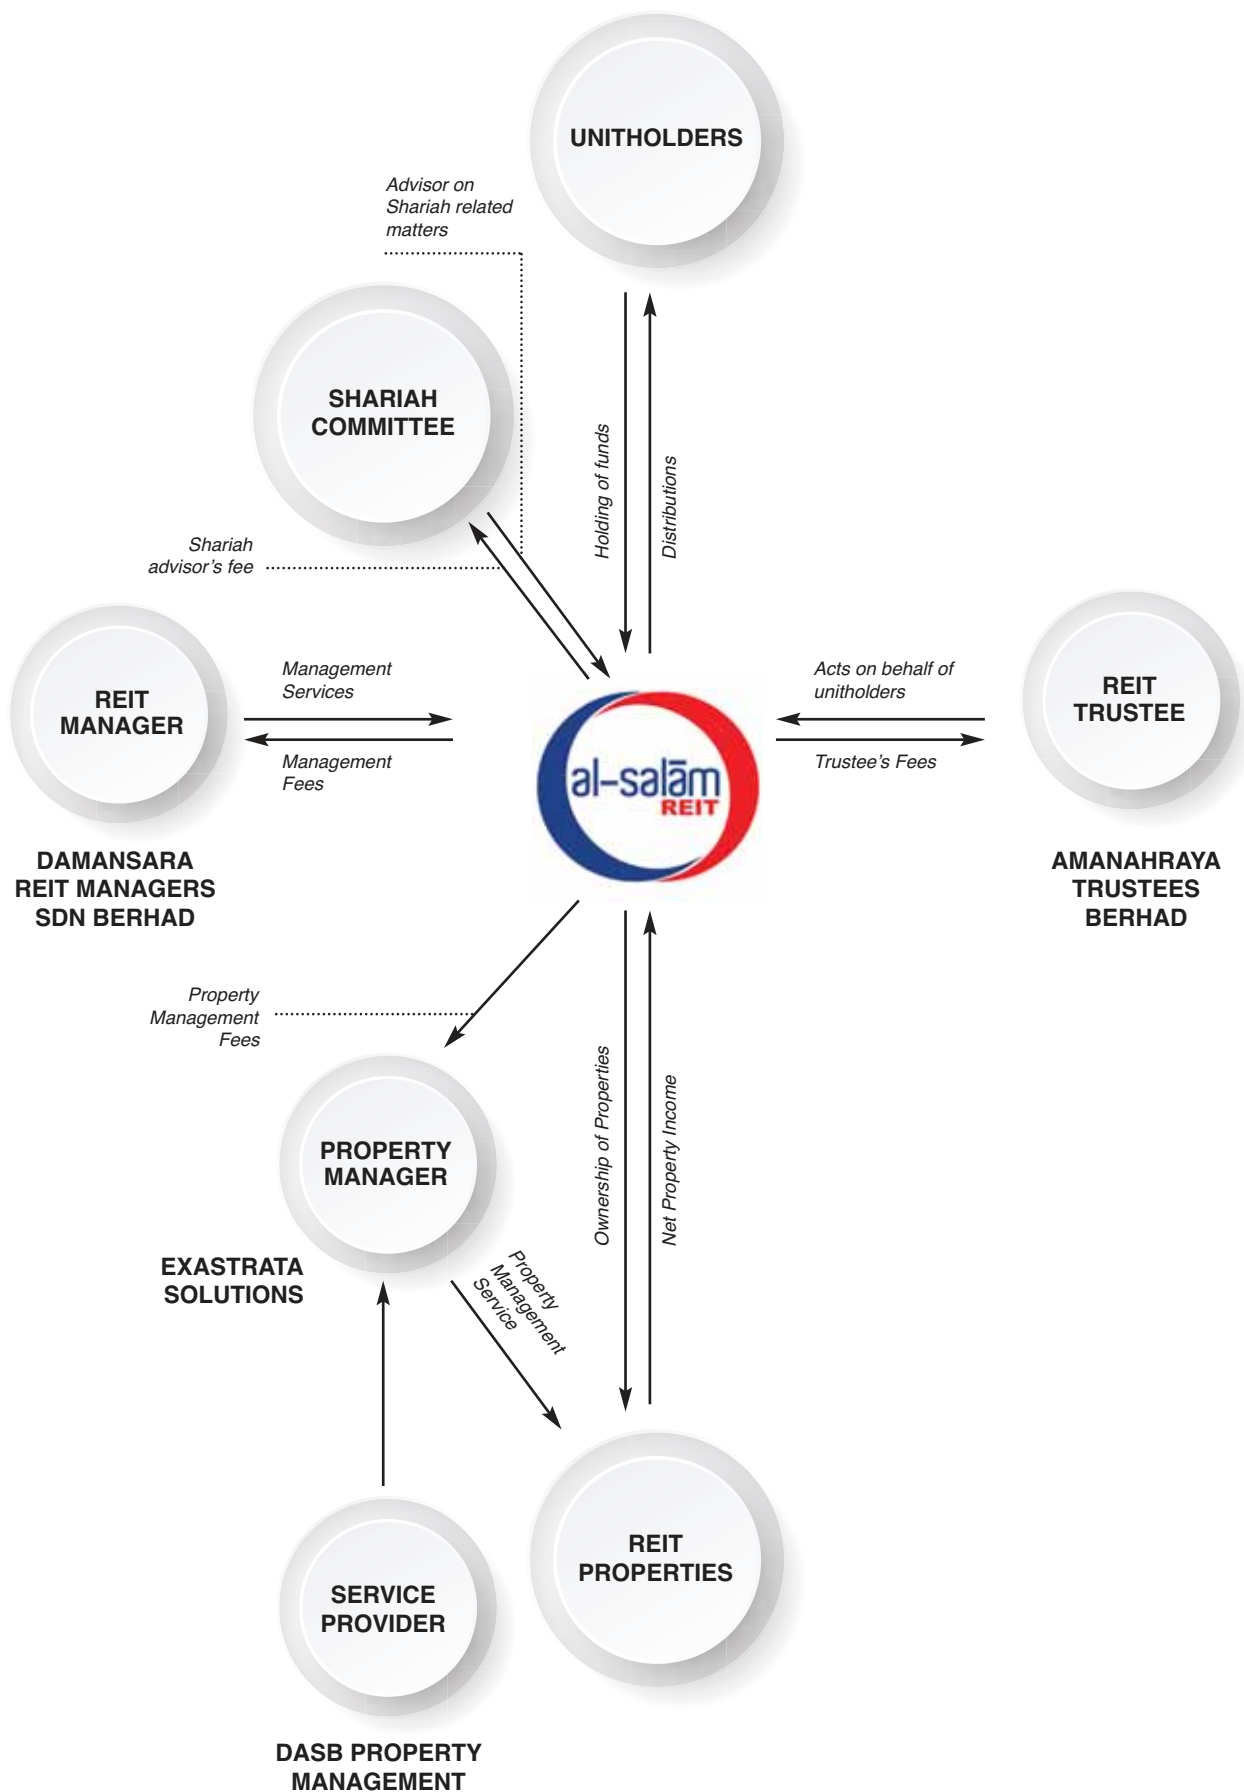 UNITHOLDERS
Advisor on
Shariah related
matters
SHARIAH
COMMITTEE
Holding of funds
Distributions
Shariah
advisor's fee
REIT
MANAGER
Management
Services
Management
Fees
DAMANSARA
REIT MANAGERS
SDN BERHAD
al-salām
REIT
Acts on behalf of
unitholders
Trustee's Fees
REIT
TRUSTEE
AMANAHRAYA
TRUSTEES
BERHAD
Property
Management
Fees
PROPERTY
MANAGER
EXASTRATA
SOLUTIONS
Property
Management
Service
Ownership of Properties
Net Property Income
REIT
PROPERTIES
SERVICE
PROVIDER
DASB PROPERTY
MANAGEMENT